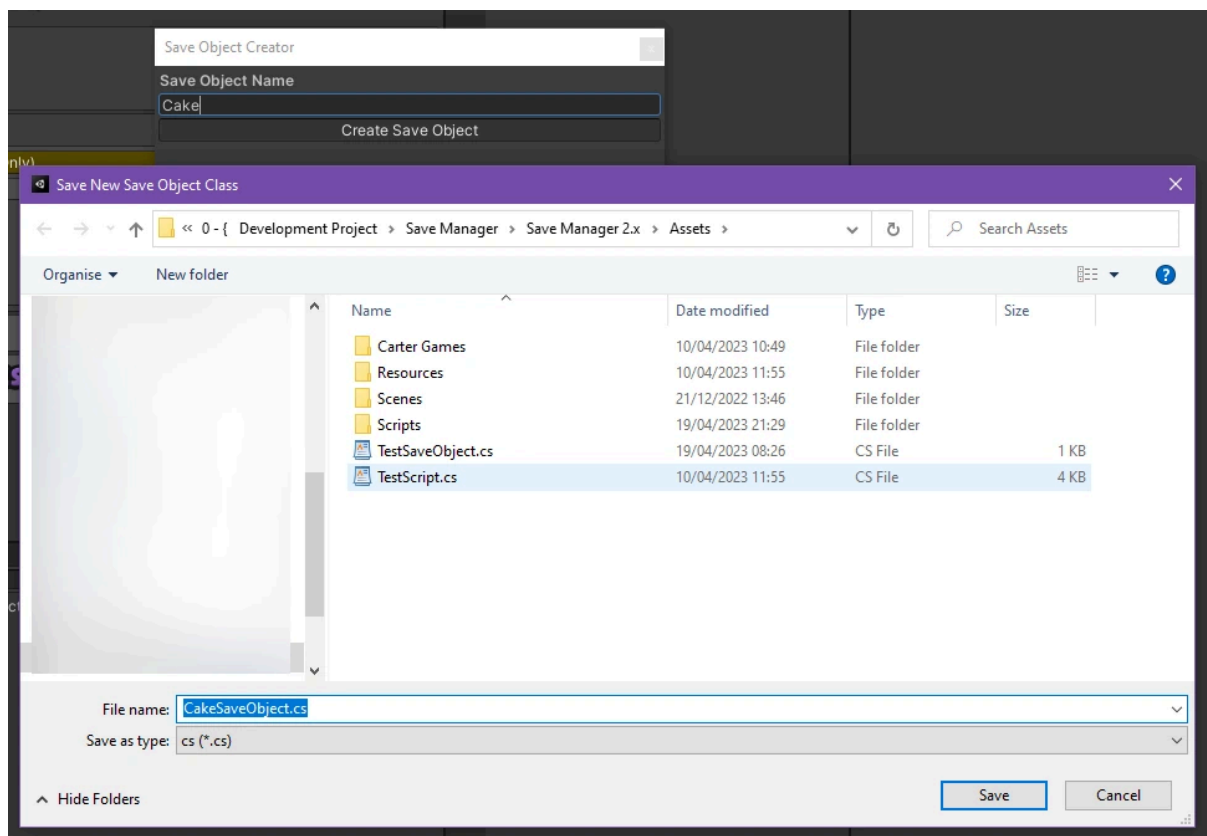 Save Object Creator
Save Object Name
Cake
Create Save Object
nly)
Save New Save Object Class
« 0 - { Development Project › Save Manager › Save Manager 2.x › Assets ›
Search Assets
Organise
New folder
Name Date modified Type Size
Carter Games 10/04/2023 10:49 File folder
Resources 10/04/2023 11:55 File folder
Scenes 21/12/2022 13:46 File folder
Scripts 19/04/2023 21:29 File folder
TestSaveObject.cs 19/04/2023 08:26 CS File 1 KB
TestScript.cs 10/04/2023 11:55 CS File 4 KB
File name: CakeSaveObject.cs
Save as type: cs (*.cs)
Hide Folders
Save
Cancel